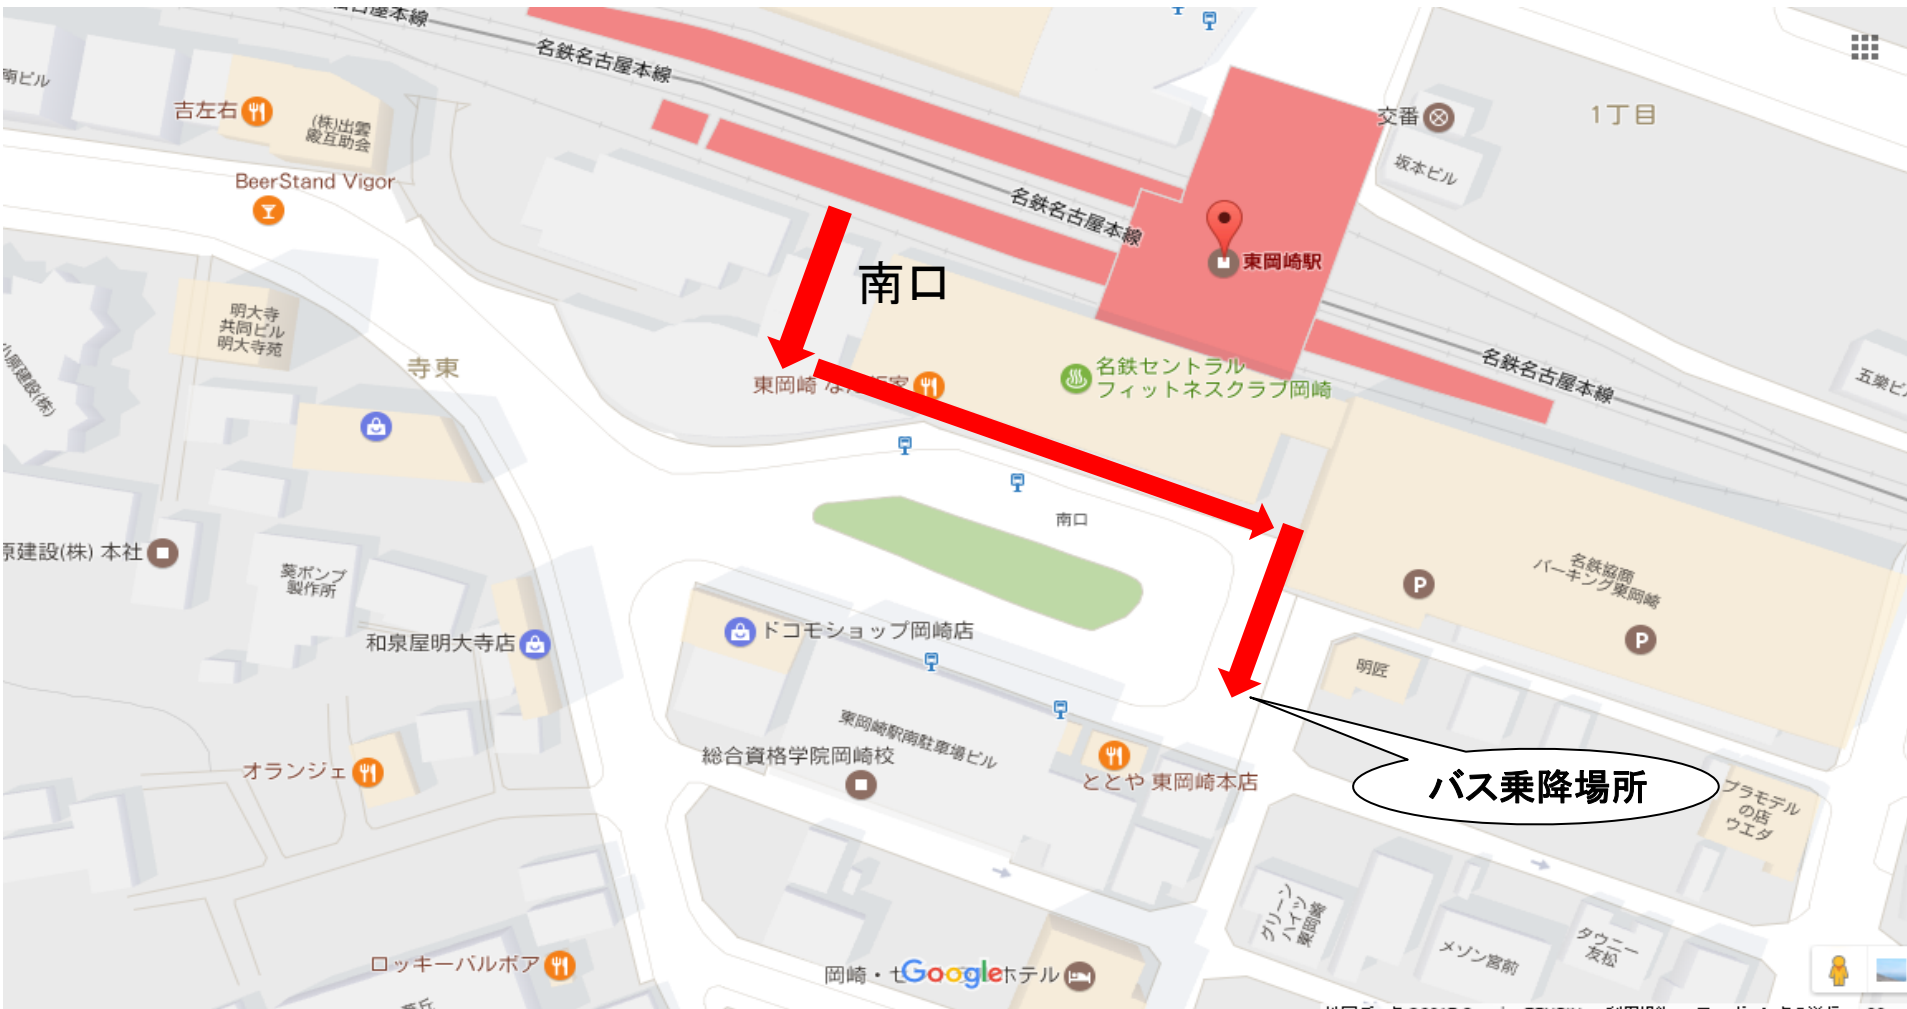 名鉄名古屋本線
南ビル
吉左右
(株)出雲
殿互助会
BeerStand Vigor
交番
1丁目
坂本ビル
名鉄名古屋本線
東岡崎駅
南口
明大寺
共同ビル
明大寺苑
寺東
小原建設(株)
東岡崎
名鉄セントラル
フィットネスクラブ岡崎
名鉄名古屋本線
南口
原建設(株) 本社
葵ポンプ
製作所
名鉄協商
パーキング東岡崎
和泉屋明大寺店
ドコモショップ岡崎店
明匠
東岡崎駅南駐車場ビル
総合資格学院岡崎校
オランジェ
ととや 東岡崎本店
バス乗降場所
プラモデル
の店
ウエダ
グリーン
ハイツ
東岡崎
メゾン宮前
タウニー
友松
ロッキーバルボア
岡崎・セ
Google
ホテル